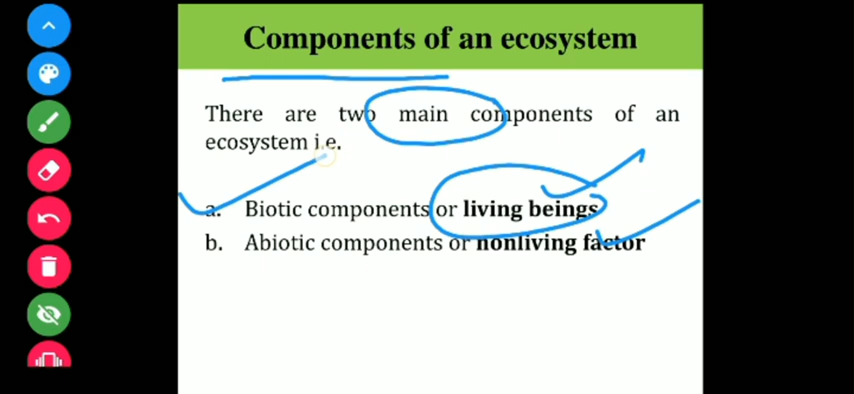 Components of an ecosystem
There are two main components of an
ecosystem i.e.
a. Biotic components or living beings
b. Abiotic components or nonliving factor